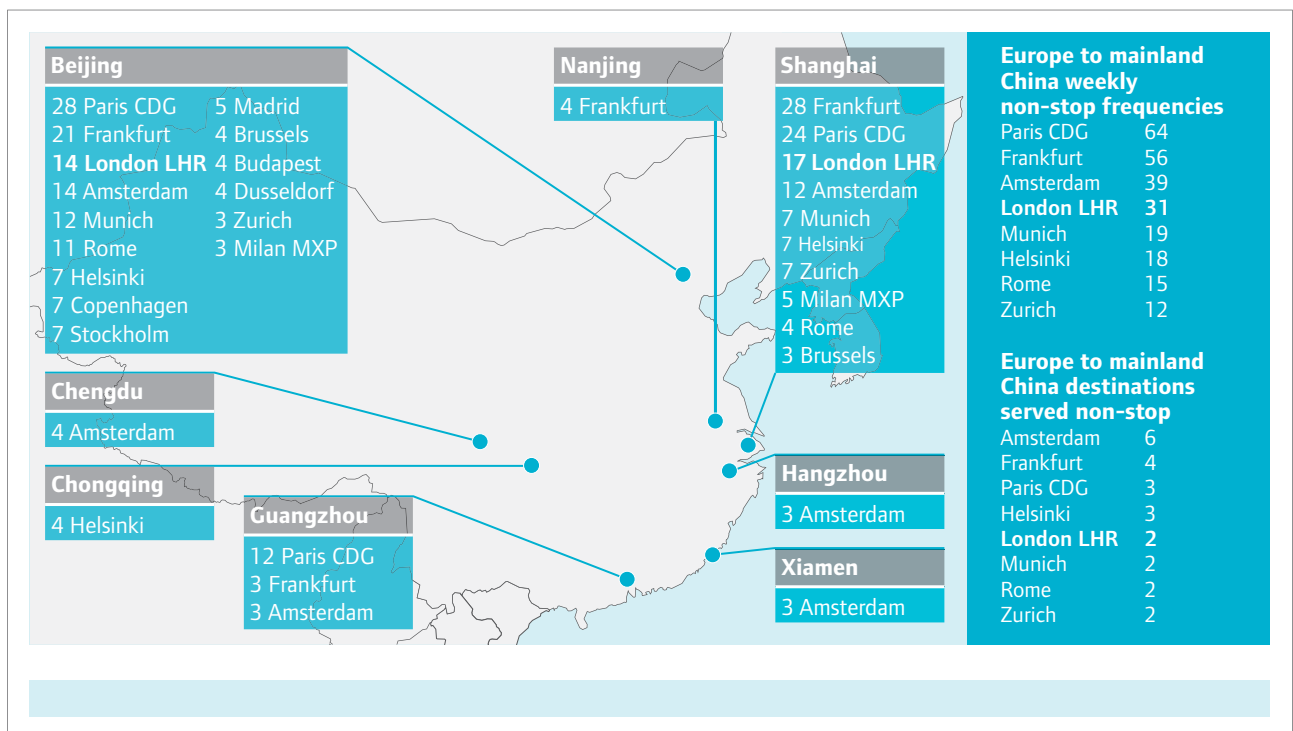 Beijing
28 Paris CDG
21 Frankfurt
14 London LHR
14 Amsterdam
12 Munich
11 Rome
7 Helsinki
7 Copenhagen
7 Stockholm
5 Madrid
4 Brussels
4 Budapest
4 Dusseldorf
3 Zurich
3 Milan MXP
Nanjing
4 Frankfurt
Shanghai
28 Frankfurt
24 Paris CDG
17 London LHR
12 Amsterdam
7 Munich
7 Helsinki
7 Zurich
5 Milan MXP
4 Rome
3 Brussels
Chengdu
4 Amsterdam
Chongqing
4 Helsinki
Guangzhou
12 Paris CDG
3 Frankfurt
3 Amsterdam
Hangzhou
3 Amsterdam
Xiamen
3 Amsterdam
Europe to mainland
China weekly
non-stop frequencies
Paris CDG 64
Frankfurt 56
Amsterdam 39
London LHR 31
Munich 19
Helsinki 18
Rome 15
Zurich 12
Europe to mainland
China destinations
served non-stop
Amsterdam 6
Frankfurt 4
Paris CDG 3
Helsinki 3
London LHR 2
Munich 2
Rome 2
Zurich 2